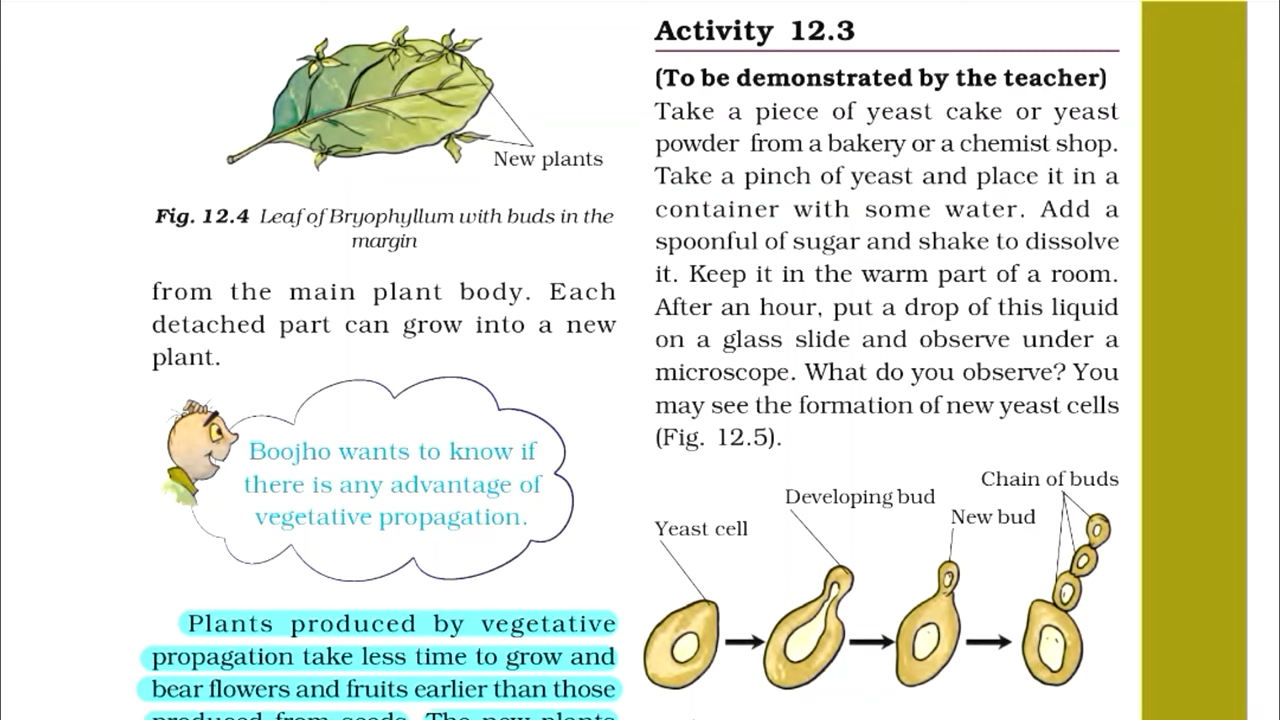 New plants
Fig. 12.4 Leaf of Bryophyllum with buds in the
margin
from the main plant body. Each
detached part can grow into a new
plant.
Boojho wants to know if
there is any advantage of
vegetative propagation.
Plants produced by vegetative
propagation take less time to grow and
bear flowers and fruits earlier than those
produced from seeds. The new plants
Activity 12.3
(To be demonstrated by the teacher)
Take a piece of yeast cake or yeast
powder from a bakery or a chemist shop.
Take a pinch of yeast and place it in a
container with some water. Add a
spoonful of sugar and shake to dissolve
it. Keep it in the warm part of a room.
After an hour, put a drop of this liquid
on a glass slide and observe under a
microscope. What do you observe? You
may see the formation of new yeast cells
(Fig. 12.5).
Chain of buds
Developing bud
New bud
Yeast cell